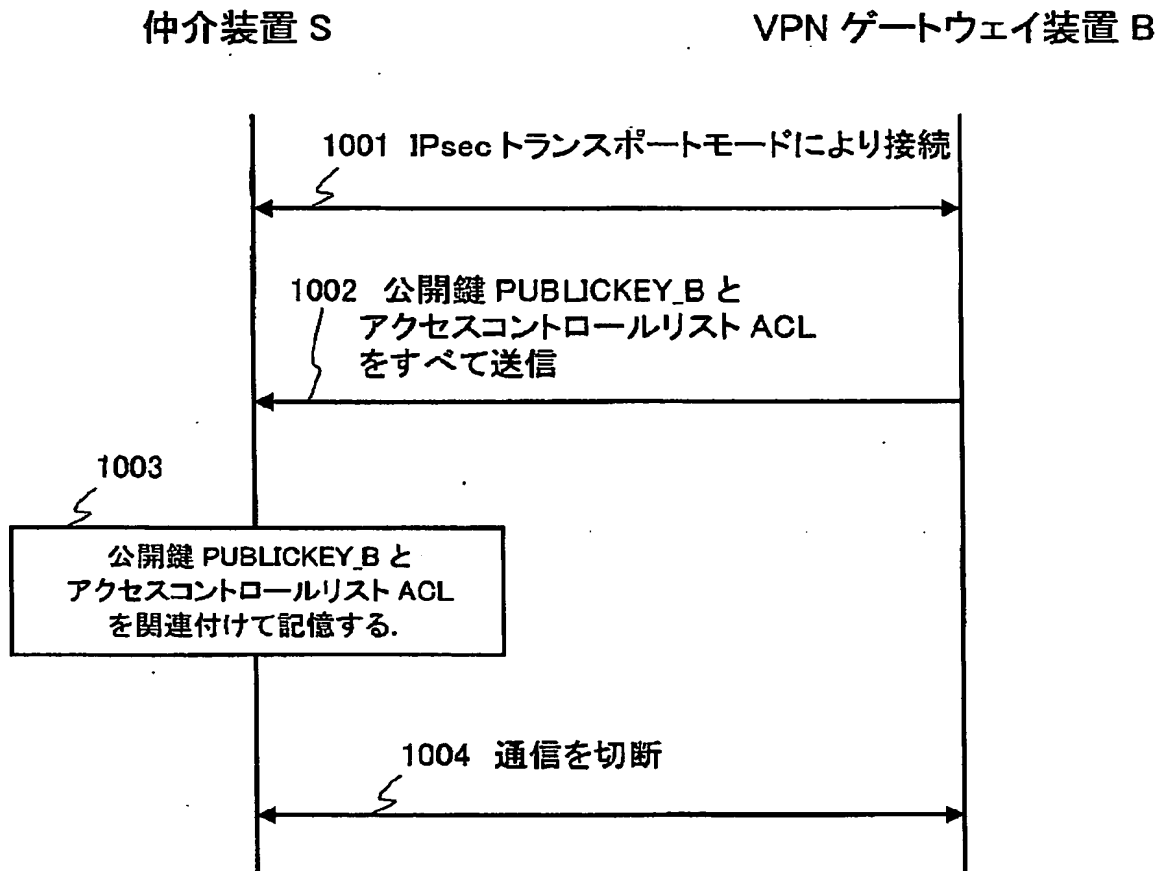 仲介装置 S
VPN ゲートウェイ装置 B
1001 IPsec トランスポートモードにより接続
1002 公開鍵 PUBLICKEY_B と
アクセスコントロールリスト ACL
をすべて送信
1003
公開鍵 PUBLICKEY_B と
アクセスコントロールリスト ACL
を関連付けて記憶する.
1004 通信を切断